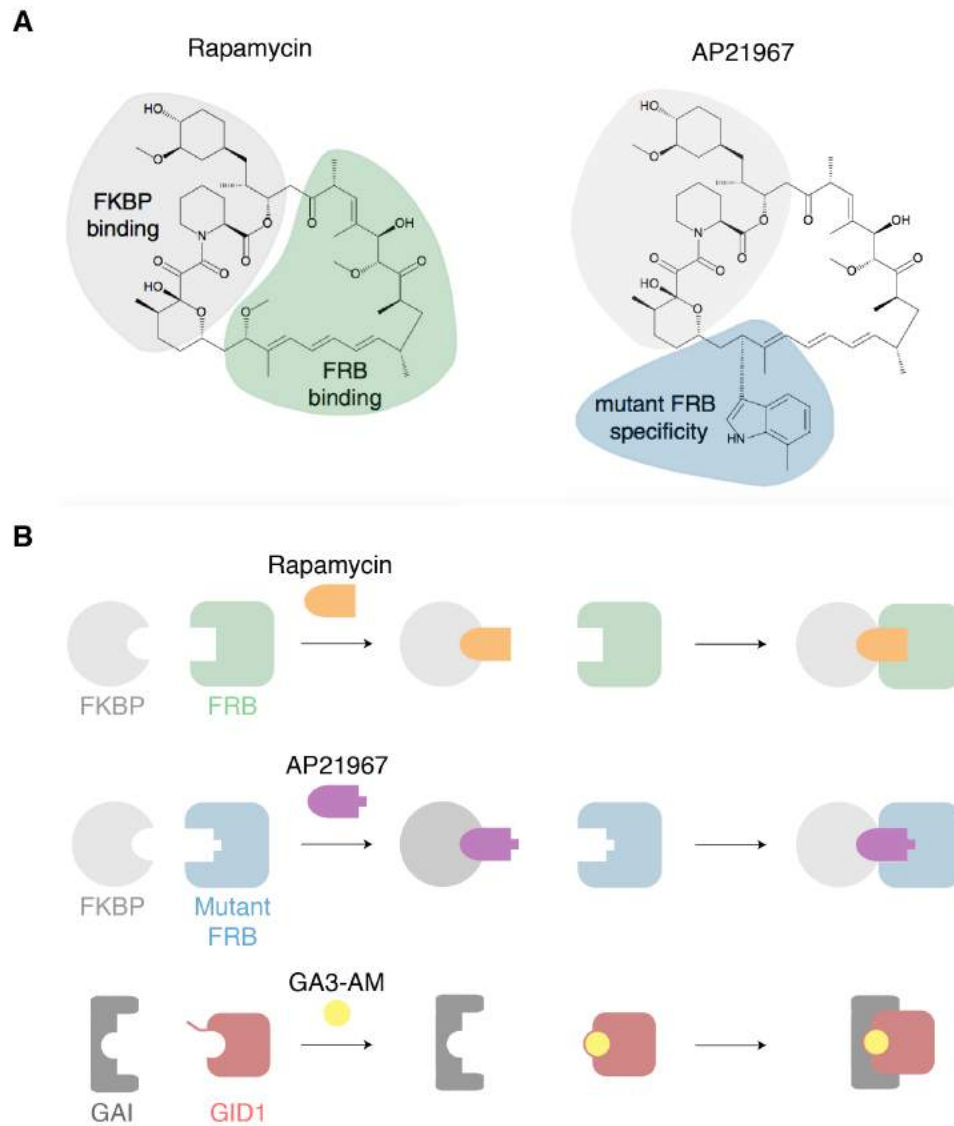 A
Rapamycin
AP21967
HO
O
FKBP
binding
O
O
N
O
O
O
HO
O
O
O
OH
O
O
FRB
binding
HO
O
O
O
N
O
O
O
HO
O
O
OH
O
O
mutant FRB
specificity
HN
B
Rapamycin
FKBP
FRB
AP21967
FKBP
Mutant
FRB
GA3-AM
GAI
GID1